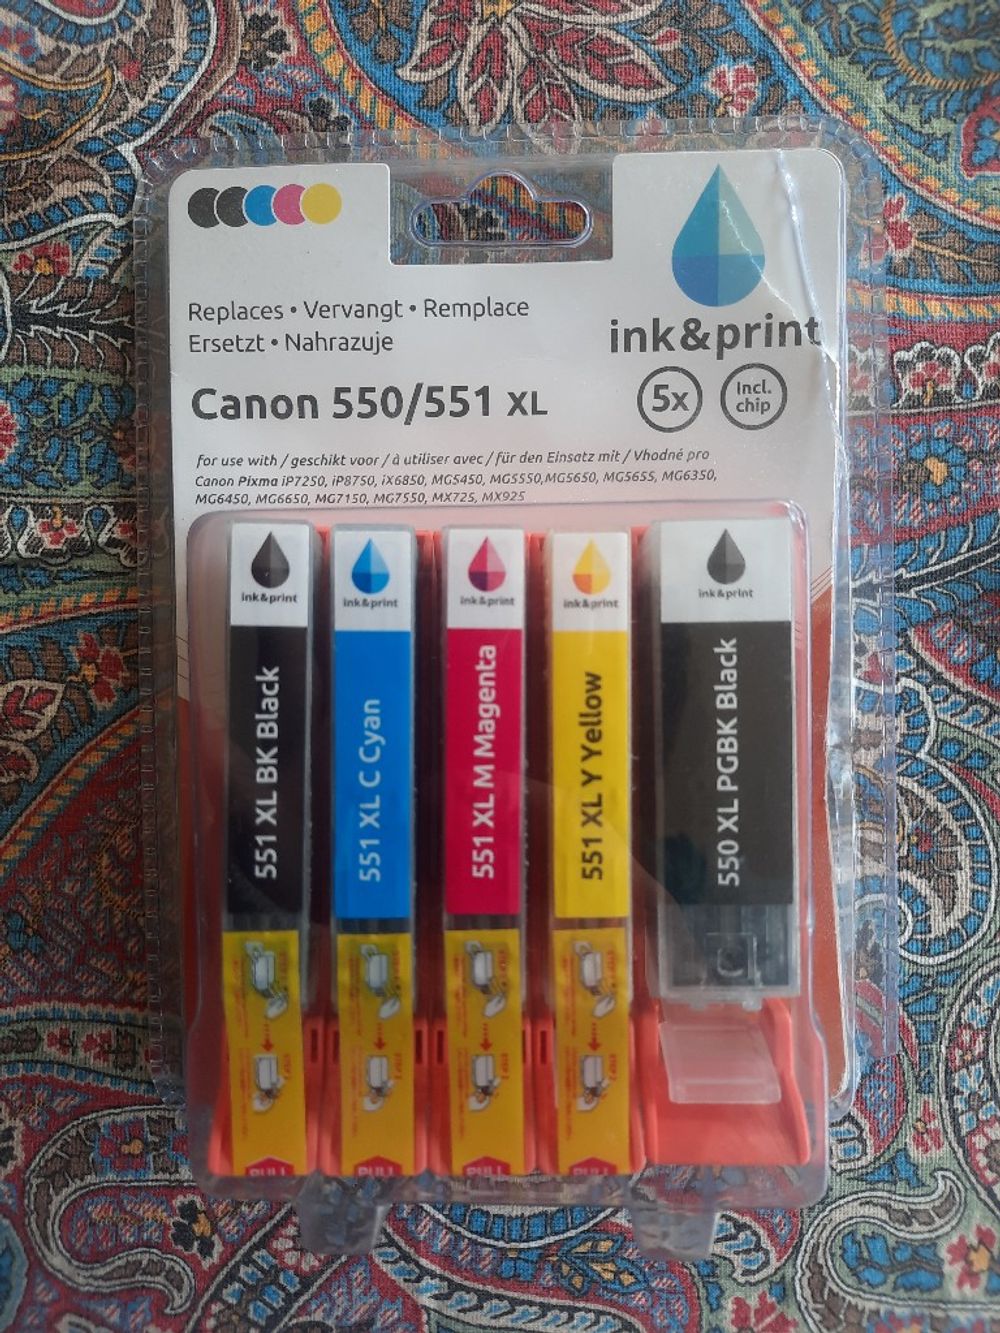 ink&print
Replaces • Vervangt • Remplace
Ersetzt • Nahrazuje
Canon 550/551 XL
5x
Incl.
chip
for use with / geschikt voor / à utiliser avec / für den Einsatz mit / Vhodné pro
Canon Pixma iP7250, iP8750, iX6850, MG5450, MG5550,MG5650, MG5655, MG6350,
MG6450, MG6650, MG7150, MG7550, MX725, MX925
ink&print
551 XL BK Black
ink&print
551 XL C Cyan
ink&print
551 XL M Magenta
ink&print
551 XL Y Yellow
ink&print
550 XL PGBK Black
PULL
PULL
PULL
PULL